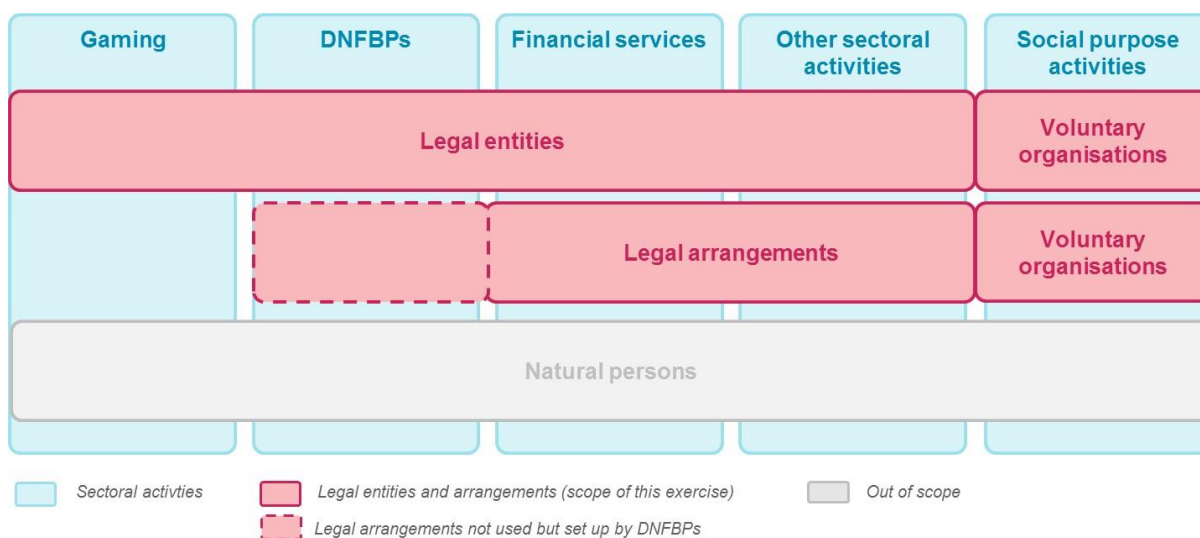 Gaming
DNFBPs
Financial services
Other sectoral
activities
Social purpose
activities
Legal entities
Voluntary
organisations
Legal arrangements
Voluntary
organisations
Natural persons
Sectoral activties
Legal entities and arrangements (scope of this exercise)
Out of scope
Legal arrangements not used but set up by DNFBPs